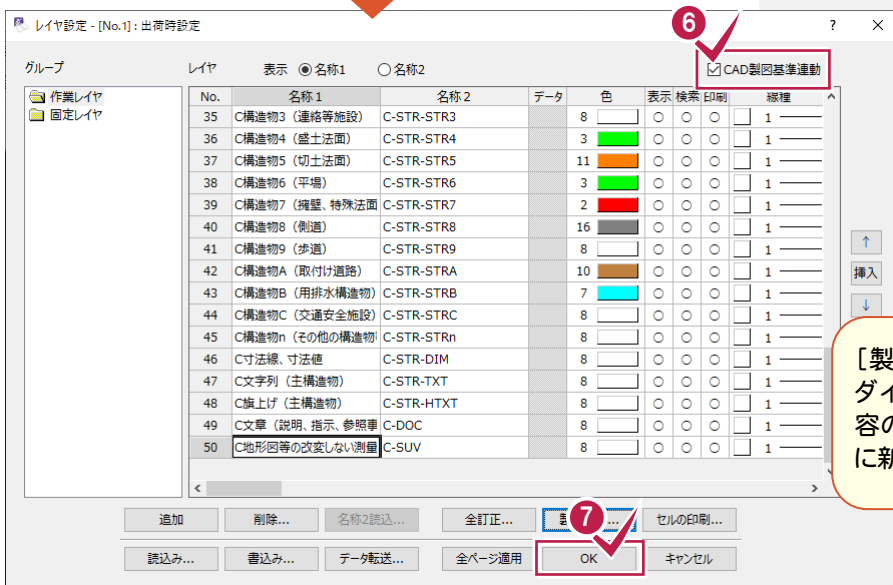 レイヤ設定 - [No.1] : 出荷時設定
?
6
グループ
レイヤ 表示 名称1 名称2
CAD製図基準連動
作業レイヤ
固定レイヤ
No. 名称 1 名称 2 データ 色 表示 検索 印刷 線種
35 C構造物3（連絡等施設） C-STR-STR3 8 ○ ○ ○ 1
36 C構造物4（盛土法面） C-STR-STR4 3 ○ ○ ○ 1
37 C構造物5（切土法面） C-STR-STR5 11 ○ ○ ○ 1
38 C構造物6（平場） C-STR-STR6 3 ○ ○ ○ 1
39 C構造物7（擁壁、特殊法面 C-STR-STR7 2 ○ ○ ○ 1
40 C構造物8（側道） C-STR-STR8 16 ○ ○ ○ 1
41 C構造物9（歩道） C-STR-STR9 8 ○ ○ ○ 1
42 C構造物A（取付け道路） C-STR-STRA 10 ○ ○ ○ 1
43 C構造物B（用排水構造物） C-STR-STRB 7 ○ ○ ○ 1
44 C構造物C（交通安全施設） C-STR-STRC 8 ○ ○ ○ 1
45 C構造物n（その他の構造物 C-STR-STRn 8 ○ ○ ○ 1
46 C寸法線、寸法値 C-STR-DIM 8 ○ ○ ○ 1
47 C文字列（主構造物） C-STR-TXT 8 ○ ○ ○ 1
48 C旗上げ（主構造物） C-STR-HTXT 8 ○ ○ ○ 1
49 C文章（説明、指示、参照事 C-DOC 8 ○ ○ ○ 1
50 C地形図等の改変しない測量 C-SUV 8 ○ ○ ○ 1
↑
挿入
↓
[製
ダイ
容の
に新
追加 削除... 名称2読込... 全訂正... セルの印刷...
7
読込み... 書込み... データ転送... 全ページ適用 OK キャンセル